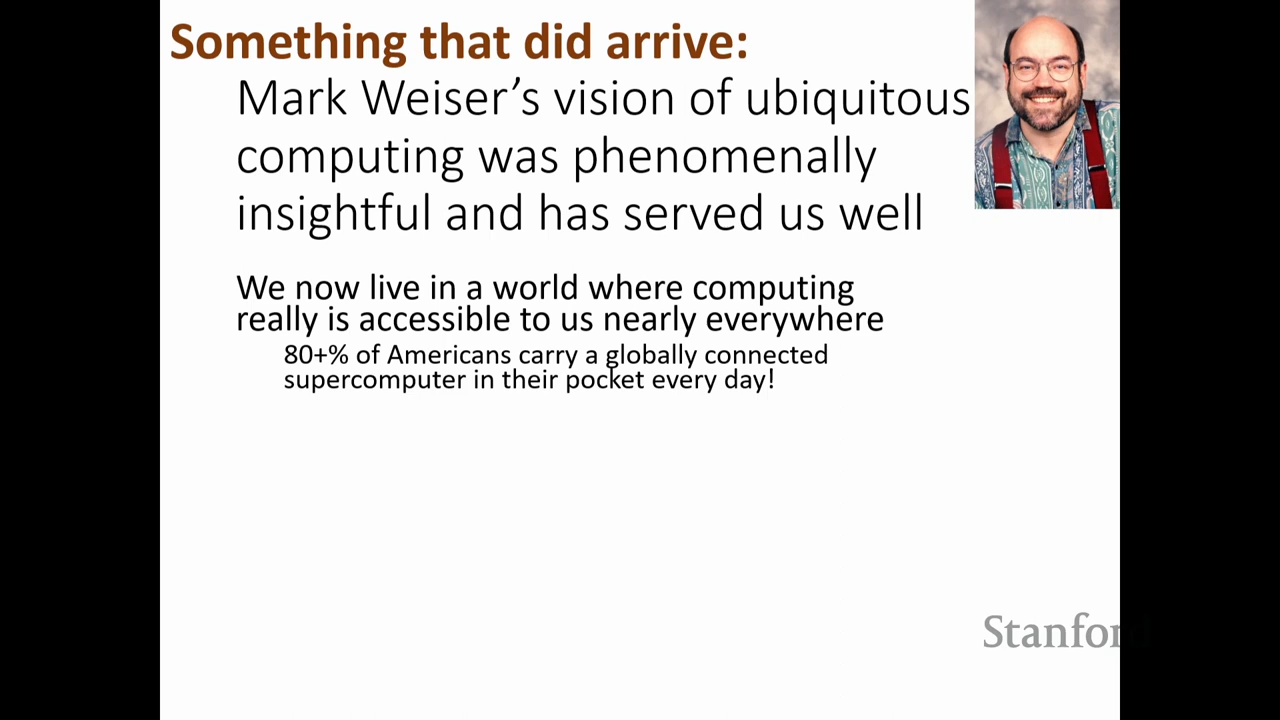 Something that did arrive:
Mark Weiser’s vision of ubiquitous
computing was phenomenally
insightful and has served us well
We now live in a world where computing
really is accessible to us nearly everywhere
80+% of Americans carry a globally connected
supercomputer in their pocket every day!
Stanford